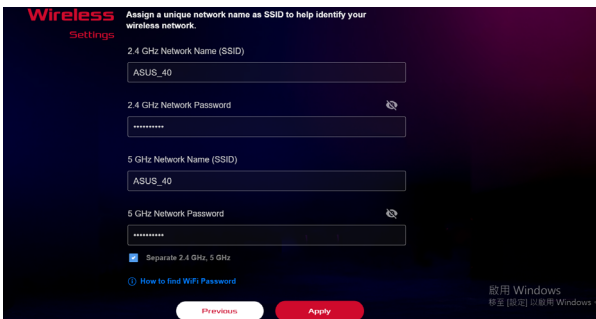 Wireless
Settings
Assign a unique network name as SSID to help identify your
wireless network.
2.4 GHz Network Name (SSID)
ASUS_40
2.4 GHz Network Password
••••••••••
5 GHz Network Name (SSID)
ASUS_40
5 GHz Network Password
••••••••••
Separate 2.4 GHz, 5 GHz
How to find WiFi Password
Previous
Apply
啟用 Windows
移至 [設定] 以啟用 Windows。